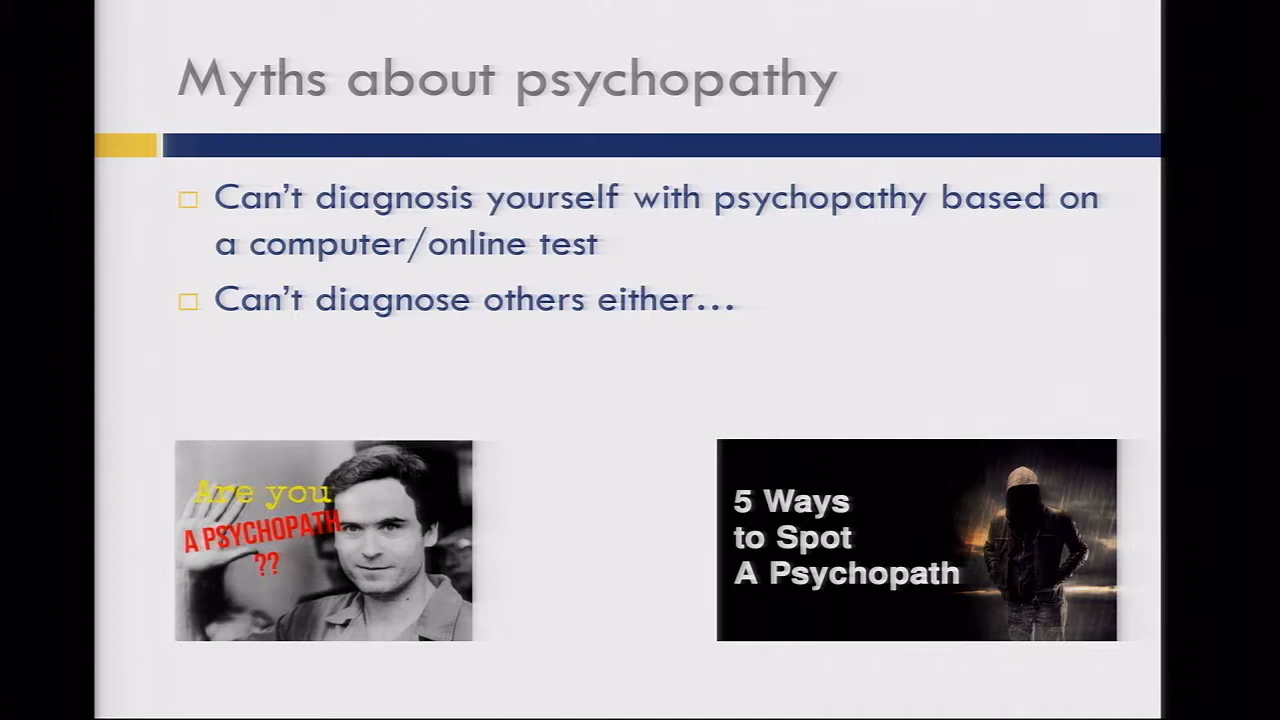 Myths about psychopathy
Can't diagnosis yourself with psychopathy based on
a computer/online test
Can't diagnose others either...
Are you
A PSYCHOPATH
??
5 Ways
to Spot
A Psychopath